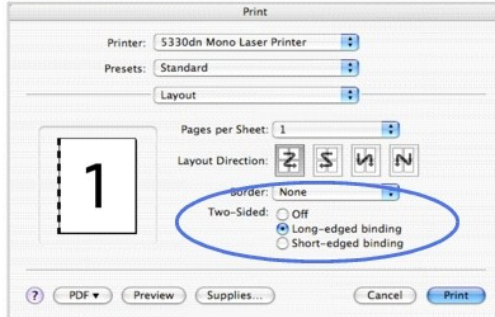 Print
Printer: 5330dn Mono Laser Printer
Presets: Standard
Layout
Pages per Sheet: 1
Layout Direction:
1
Border: None
Two-Sided: Off
Long-edged binding
Short-edged binding
? PDF▼ Preview Supplies... Cancel Print